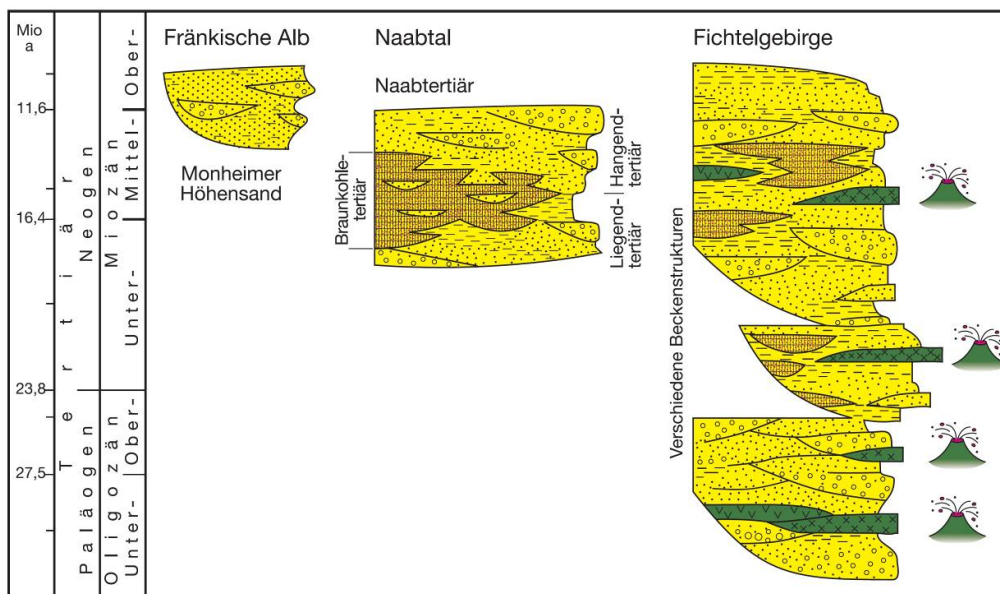 Mio
a
11,6
16,4
23,8
27,5
Tertiär
Neogen
Paläogen
Miozän
Oligozän
Ober-
Mittel-
Unter-
Ober-
Unter-
Fränkische Alb
Monheimer
Höhensand
Naabtal
Naabtertiär
Braunkohle-
tertiär
Hangend-
tertiär
Liegend-
tertiär
Fichtelgebirge
Verschiedene Beckenstrukturen